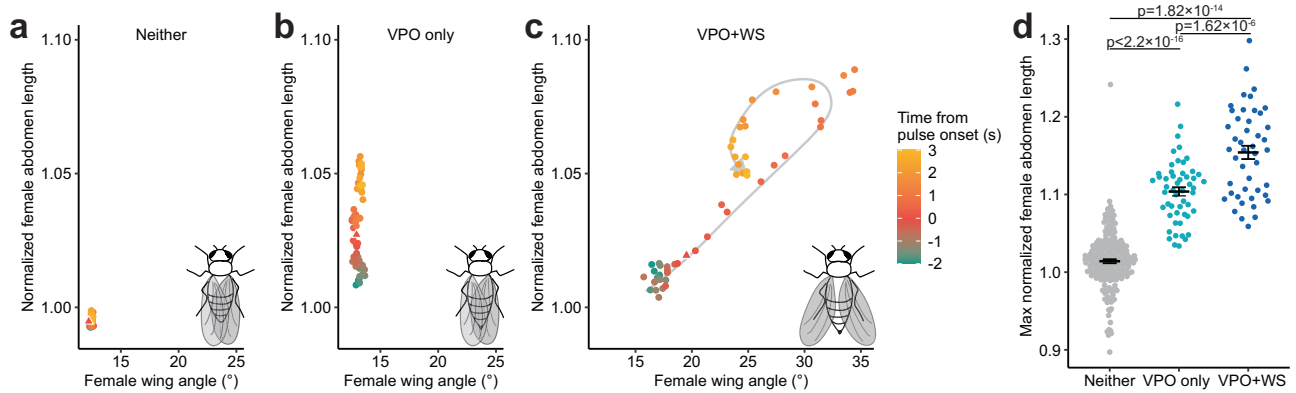 a
Neither
Normalized female abdomen length
1.10
1.05
1.00
15 20 25
Female wing angle (°)
b
VPO only
Normalized female abdomen length
1.10
1.05
1.00
15 20 25
Female wing angle (°)
c
VPO+WS
Normalized female abdomen length
1.10
1.05
1.00
15 20 25 30 35
Female wing angle (°)
Time from
pulse onset (s)
3
2
1
0
-1
-2
d
p=1.82×10⁻¹⁴
p=1.62×10⁻⁶
p<2.2×10⁻¹⁶
Max normalized female abdomen length
1.3
1.2
1.1
1.0
0.9
Neither VPO only VPO+WS